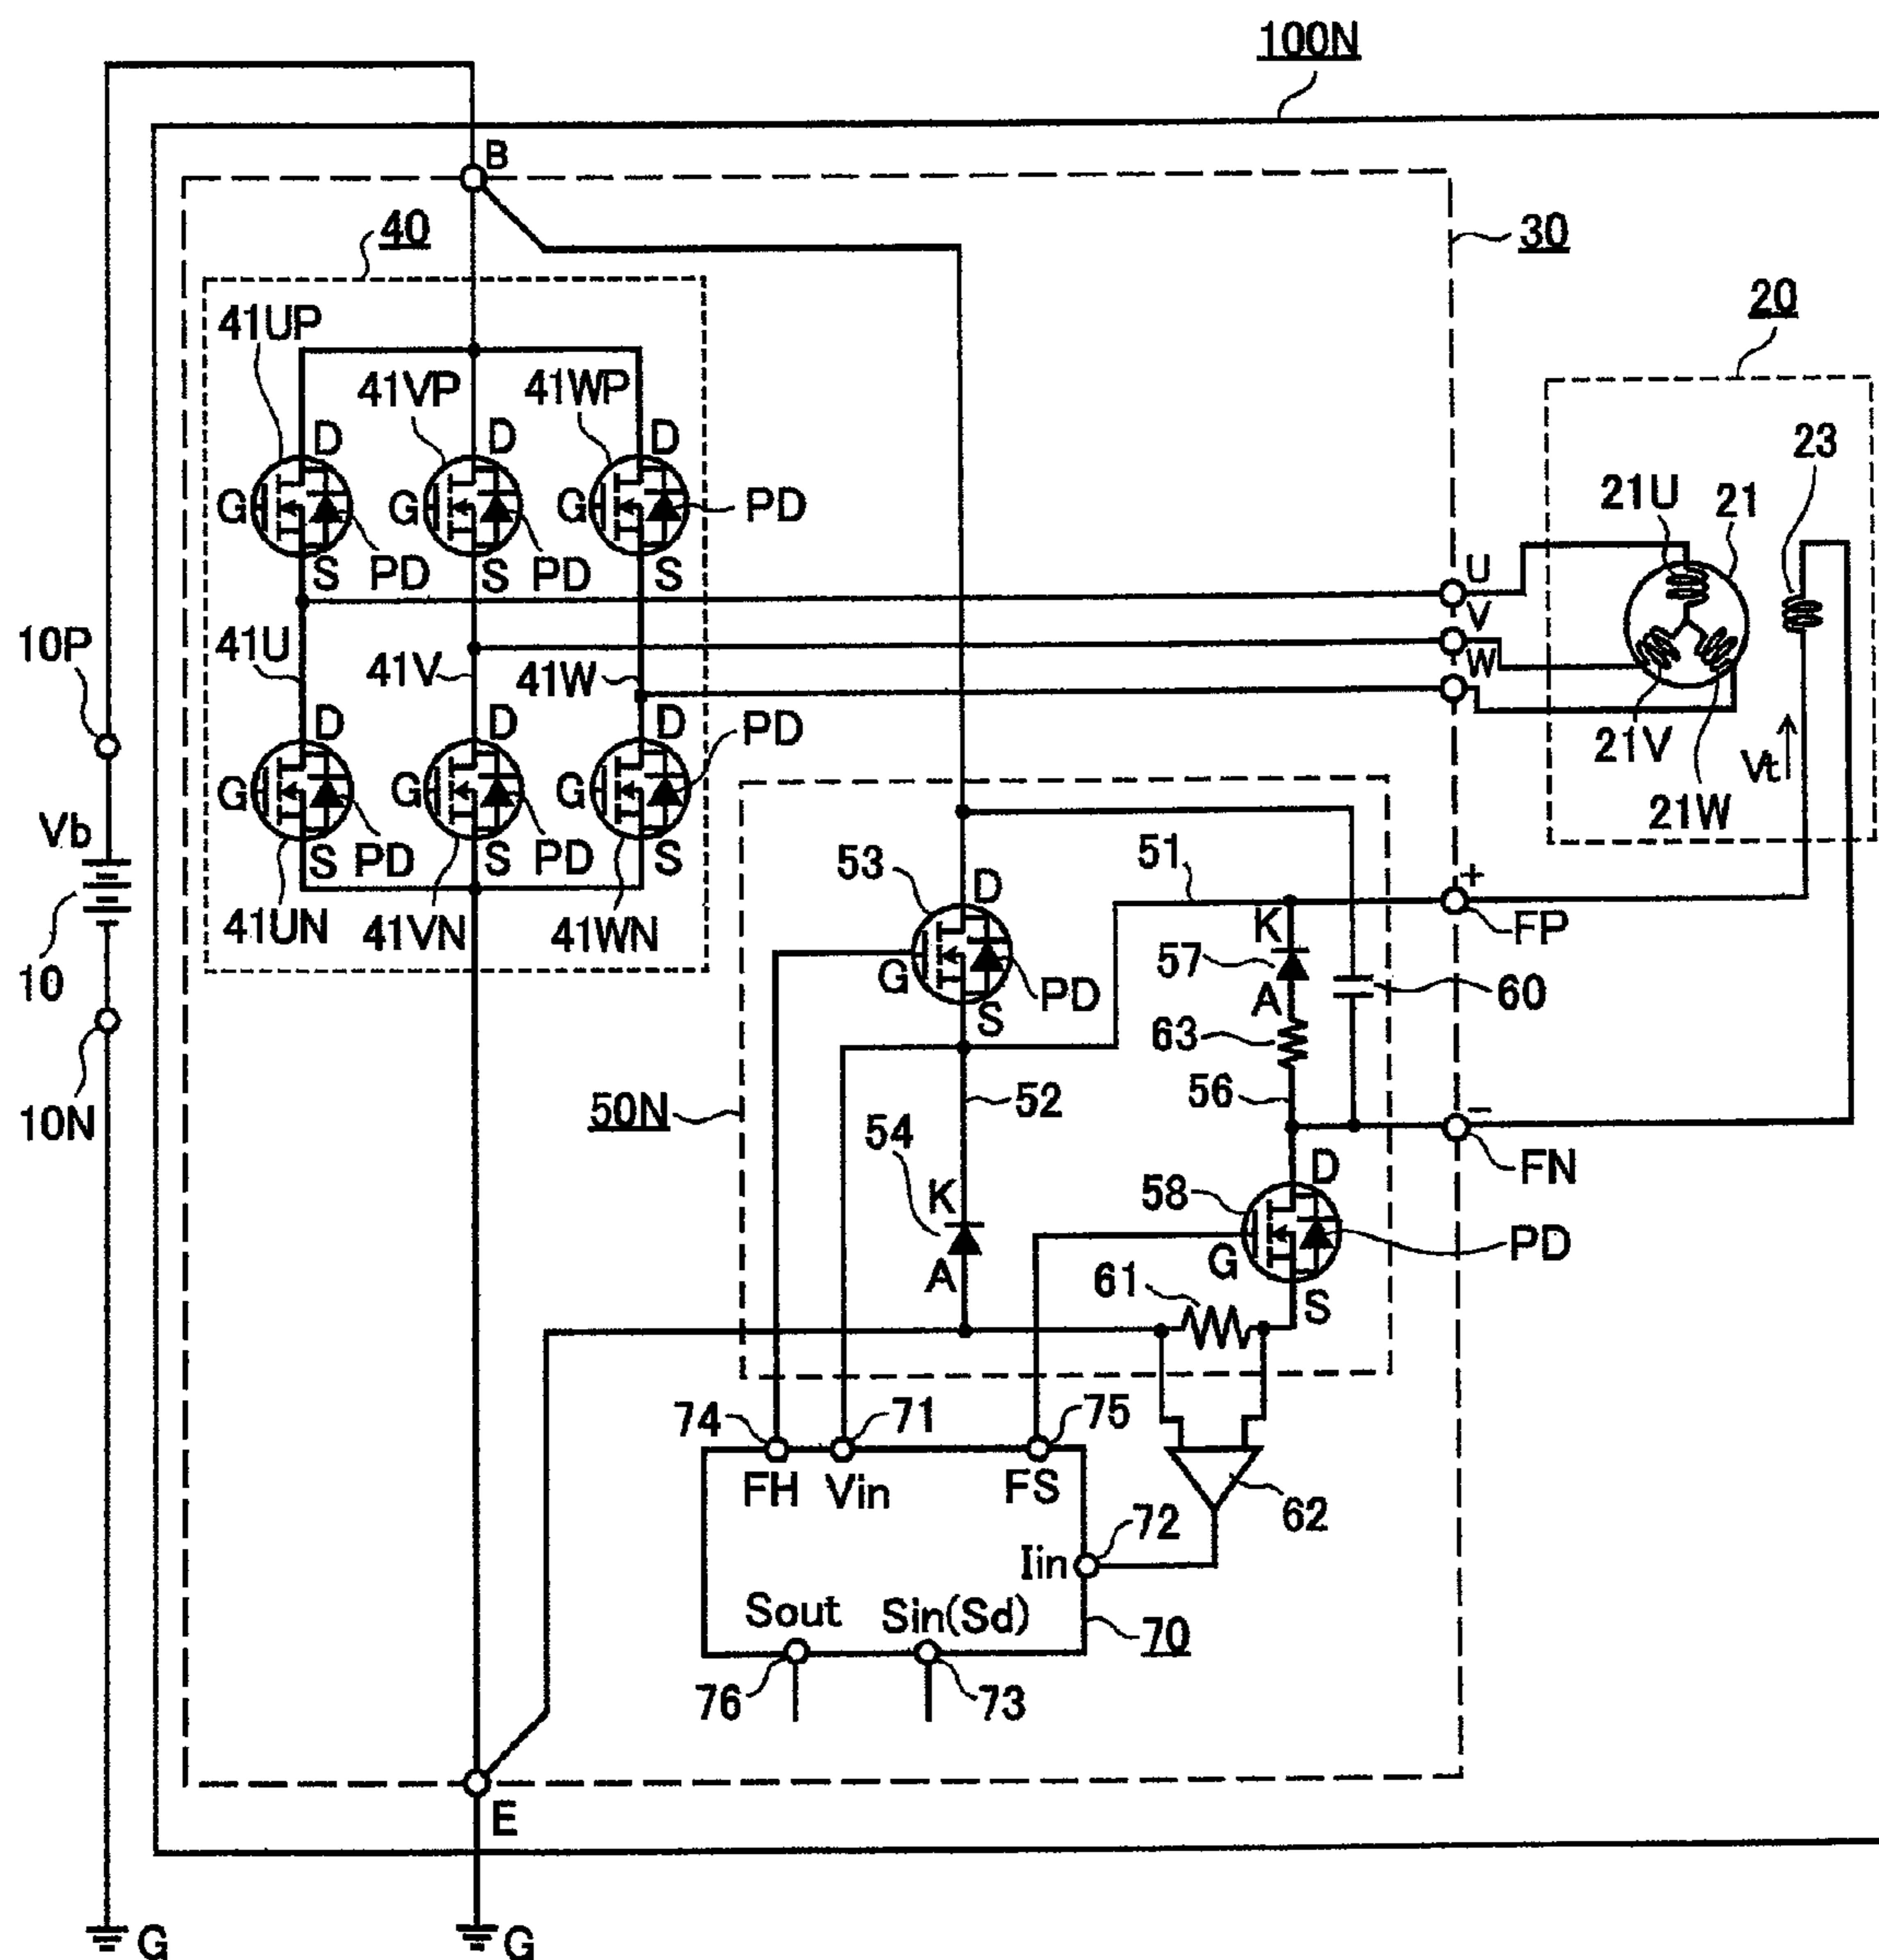 100N
B
40
30
20
41UP
41VP
41WP
D
D
D
23
21U
21
G
G
G
PD
S
PD
S
PD
S
U
V
W
10P
41U
41V
41W
D
D
D
PD
21V
Vt
21W
G
G
G
Vb
S
PD
S
PD
S
53
51
+
10
41UN
41VN
41WN
D
K
FP
57
G
PD
A
60
S
63
10N
50N
52
56
−
54
FN
K
58
D
A
G
PD
61
S
74
71
75
FH
Vin
FS
62
72
Iin
Sout
Sin(Sd)
70
76
73
E
G
G